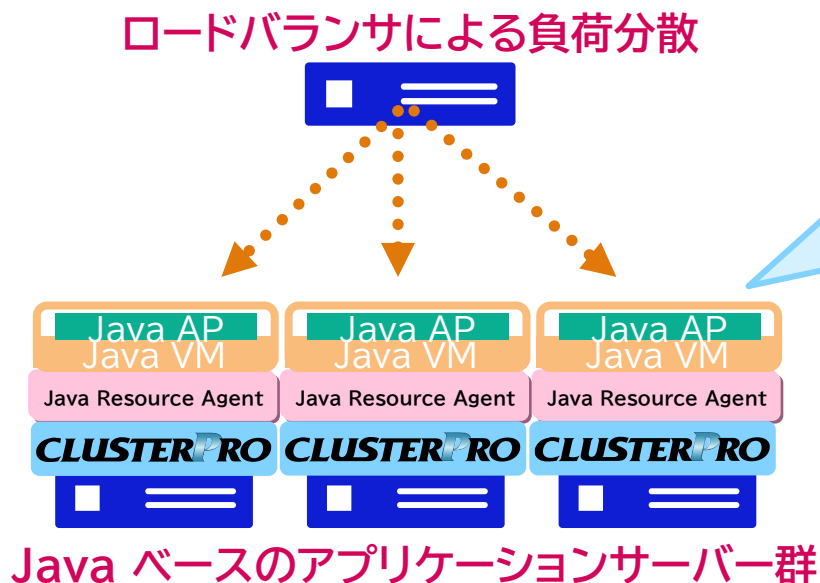 ロードバランサによる負荷分散
Java AP Java AP Java AP
Java VM Java VM Java VM
Java Resource Agent Java Resource Agent Java Resource Agent
CLUSTERPRO CLUSTERPRO CLUSTERPRO
Java ベースのアプリケーションサーバー群